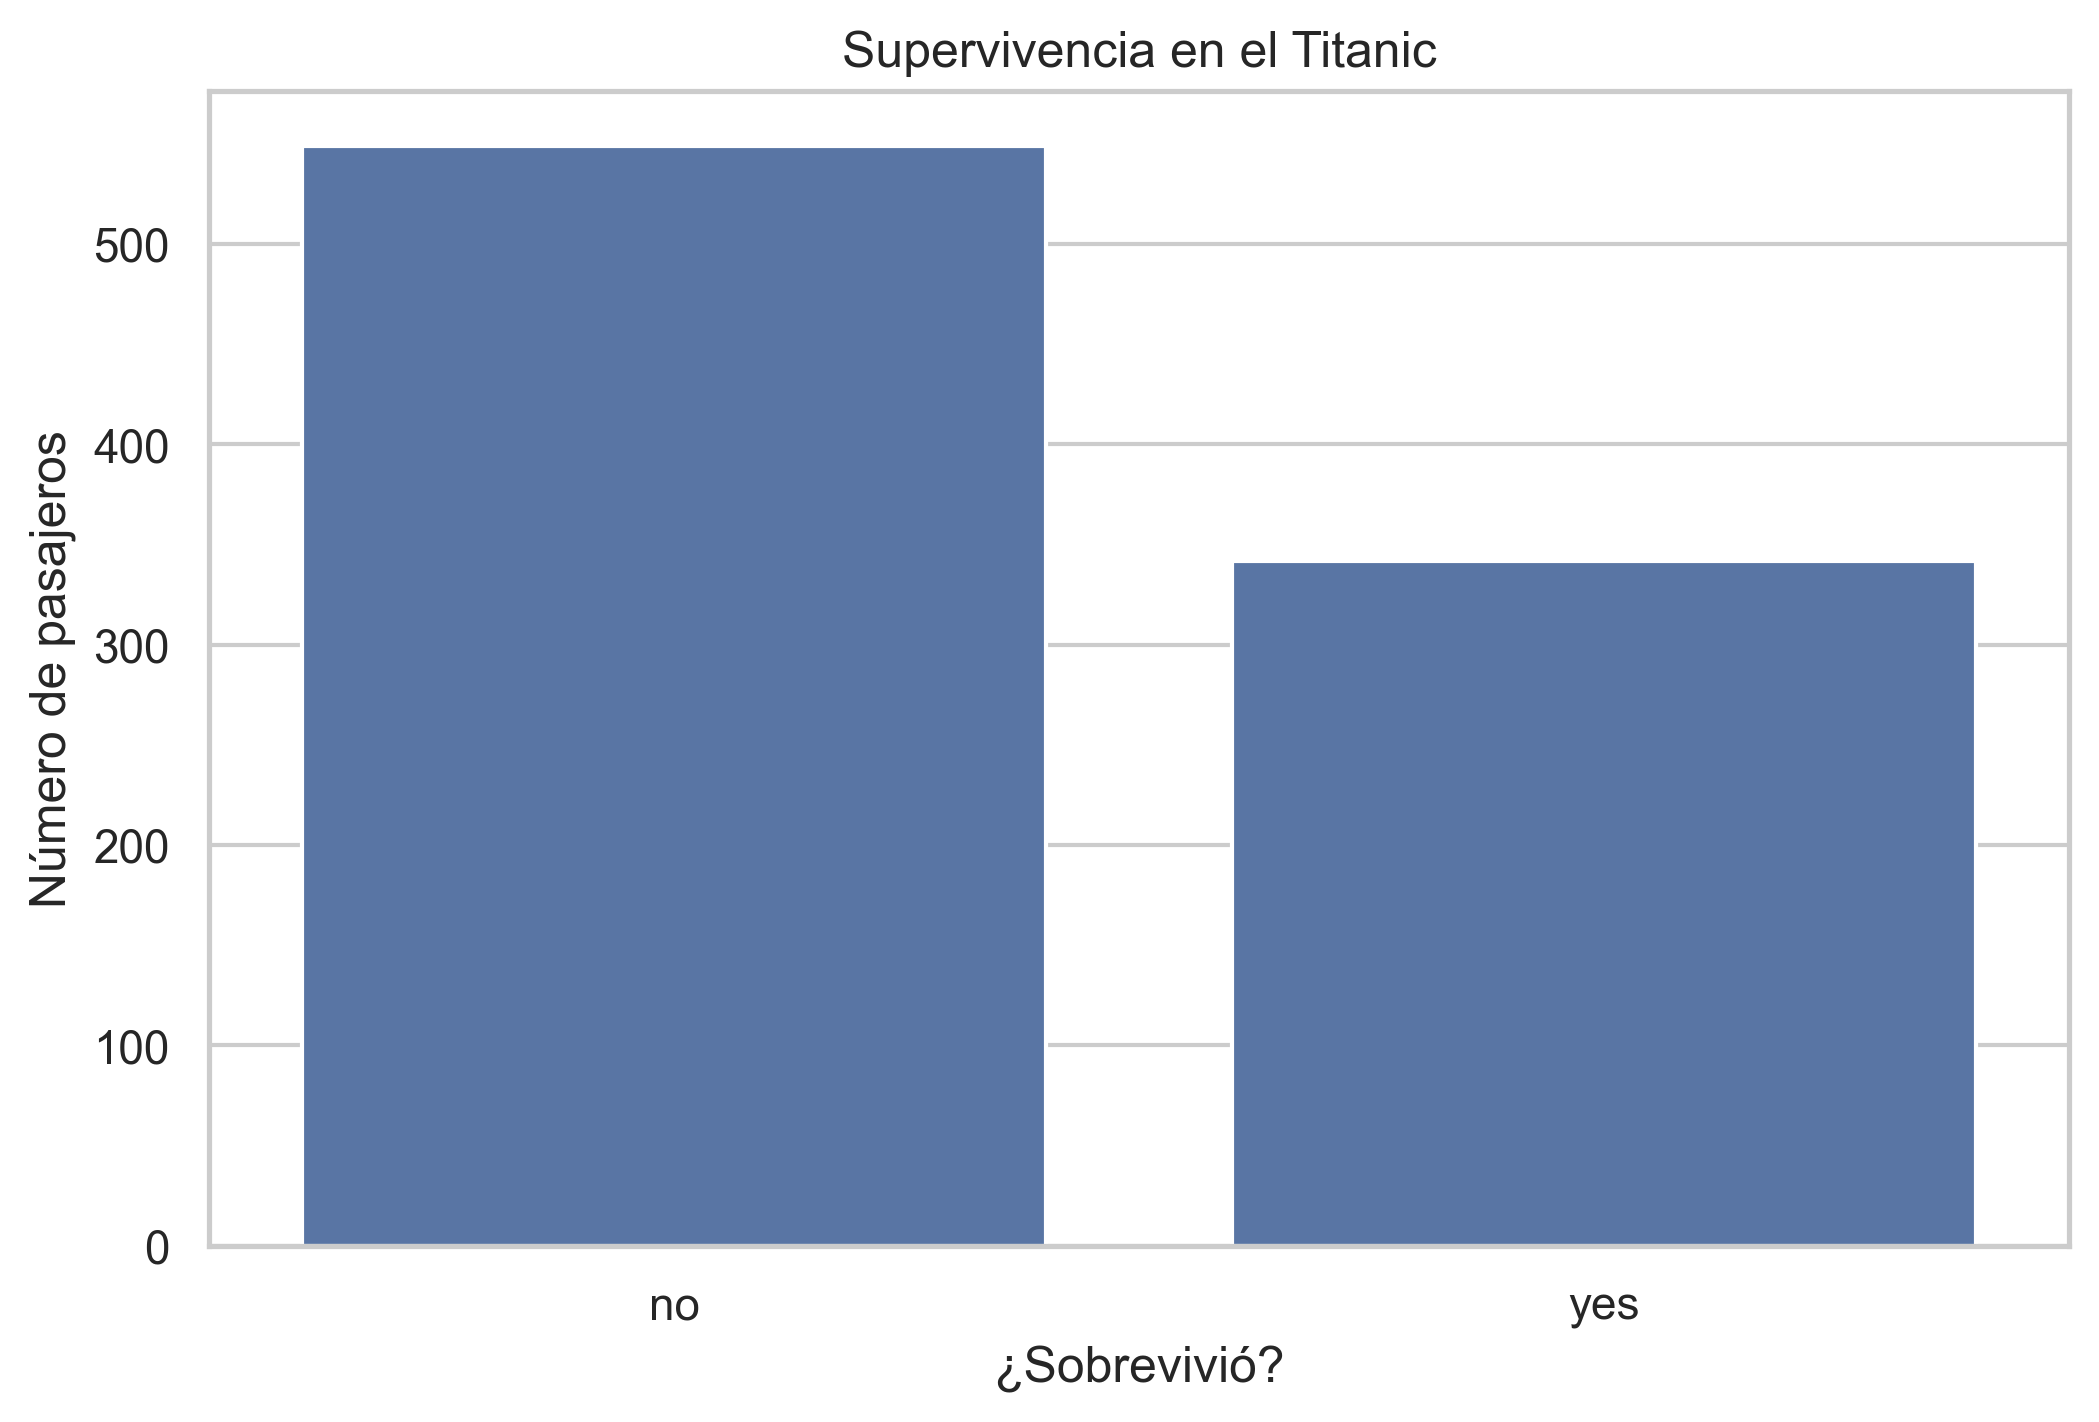 Supervivencia en el Titanic
Número de pasajeros
500
400
300
200
100
0
no
yes
¿Sobrevivió?